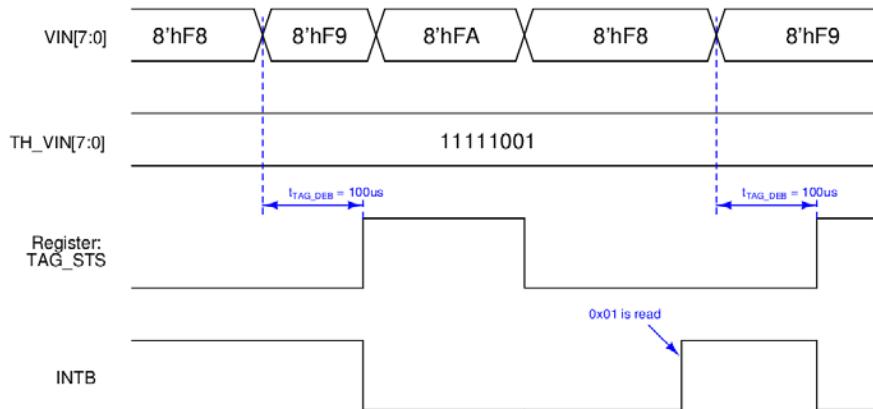 VIN[7:0]
8'hF8
8'hF9
8'hFA
8'hF8
8'hF9
TH_VIN[7:0]
11111001
tTAG_DEB = 100us
tTAG_DEB = 100us
Register:
TAG_STS
0x01 is read
INTB